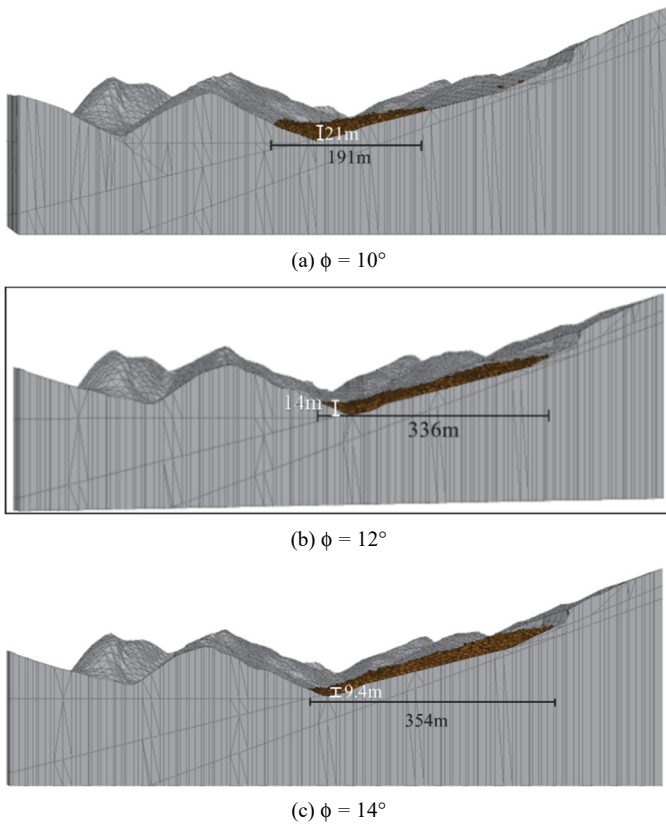 21m
191m
(a) ϕ = 10°
14m
336m
(b) ϕ = 12°
9.4m
354m
(c) ϕ = 14°